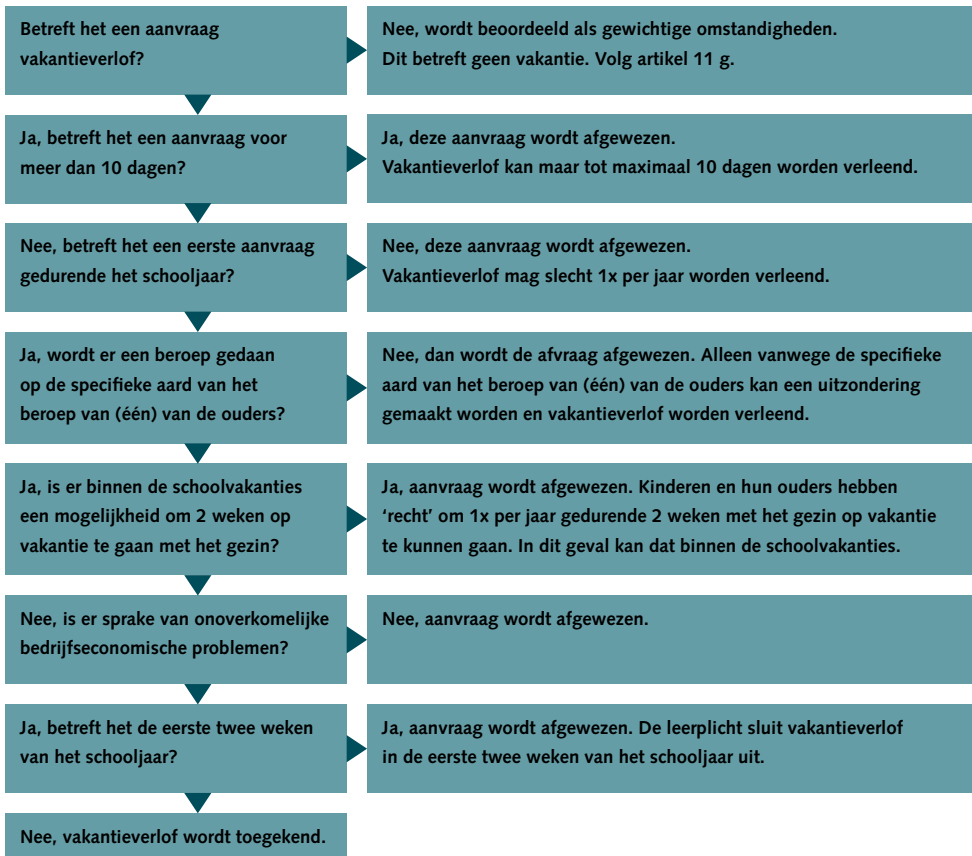 Betreft het een aanvraag
vakantieverlof?
Nee, wordt beoordeeld als gewichtige omstandigheden.
Dit betreft geen vakantie. Volg artikel 11 g.
Ja, betreft het een aanvraag voor
meer dan 10 dagen?
Ja, deze aanvraag wordt afgewezen.
Vakantieverlof kan maar tot maximaal 10 dagen worden verleend.
Nee, betreft het een eerste aanvraag
gedurende het schooljaar?
Nee, deze aanvraag wordt afgewezen.
Vakantieverlof mag slecht 1x per jaar worden verleend.
Ja, wordt er een beroep gedaan
op de specifieke aard van het
beroep van (één) van de ouders?
Nee, dan wordt de afvraag afgewezen. Alleen vanwege de specifieke
aard van het beroep van (één) van de ouders kan een uitzondering
gemaakt worden en vakantieverlof worden verleend.
Ja, is er binnen de schoolvakanties
een mogelijkheid om 2 weken op
vakantie te gaan met het gezin?
Ja, aanvraag wordt afgewezen. Kinderen en hun ouders hebben
‘recht’ om 1x per jaar gedurende 2 weken met het gezin op vakantie
te kunnen gaan. In dit geval kan dat binnen de schoolvakanties.
Nee, is er sprake van onoverkomelijke
bedrijfseconomische problemen?
Nee, aanvraag wordt afgewezen.
Ja, betreft het de eerste twee weken
van het schooljaar?
Ja, aanvraag wordt afgewezen. De leerplicht sluit vakantieverlof
in de eerste twee weken van het schooljaar uit.
Nee, vakantieverlof wordt toegekend.